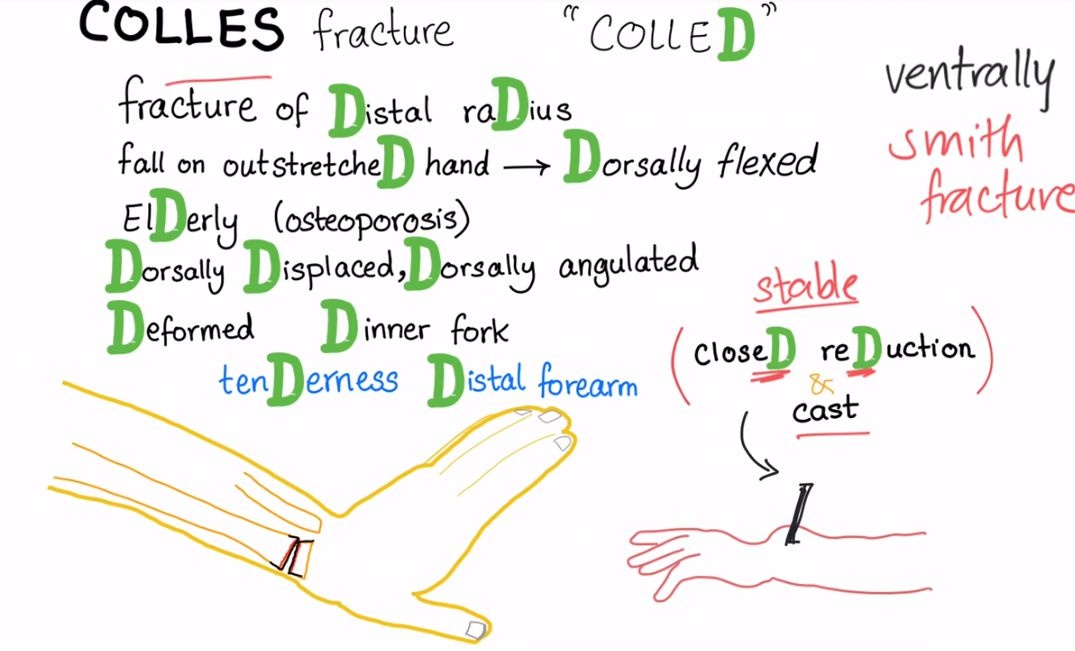 COLLES fracture "COLLED"
fracture of Distal raDius
fall on outstretcheD hand → Dorsally flexed
ElDerly (osteoporosis)
Dorsally Displaced, Dorsally angulated
Deformed Dinner fork
tenDerness Distal forearm
ventrally
smith
fracture
stable
(closeD reDuction)
&
cast